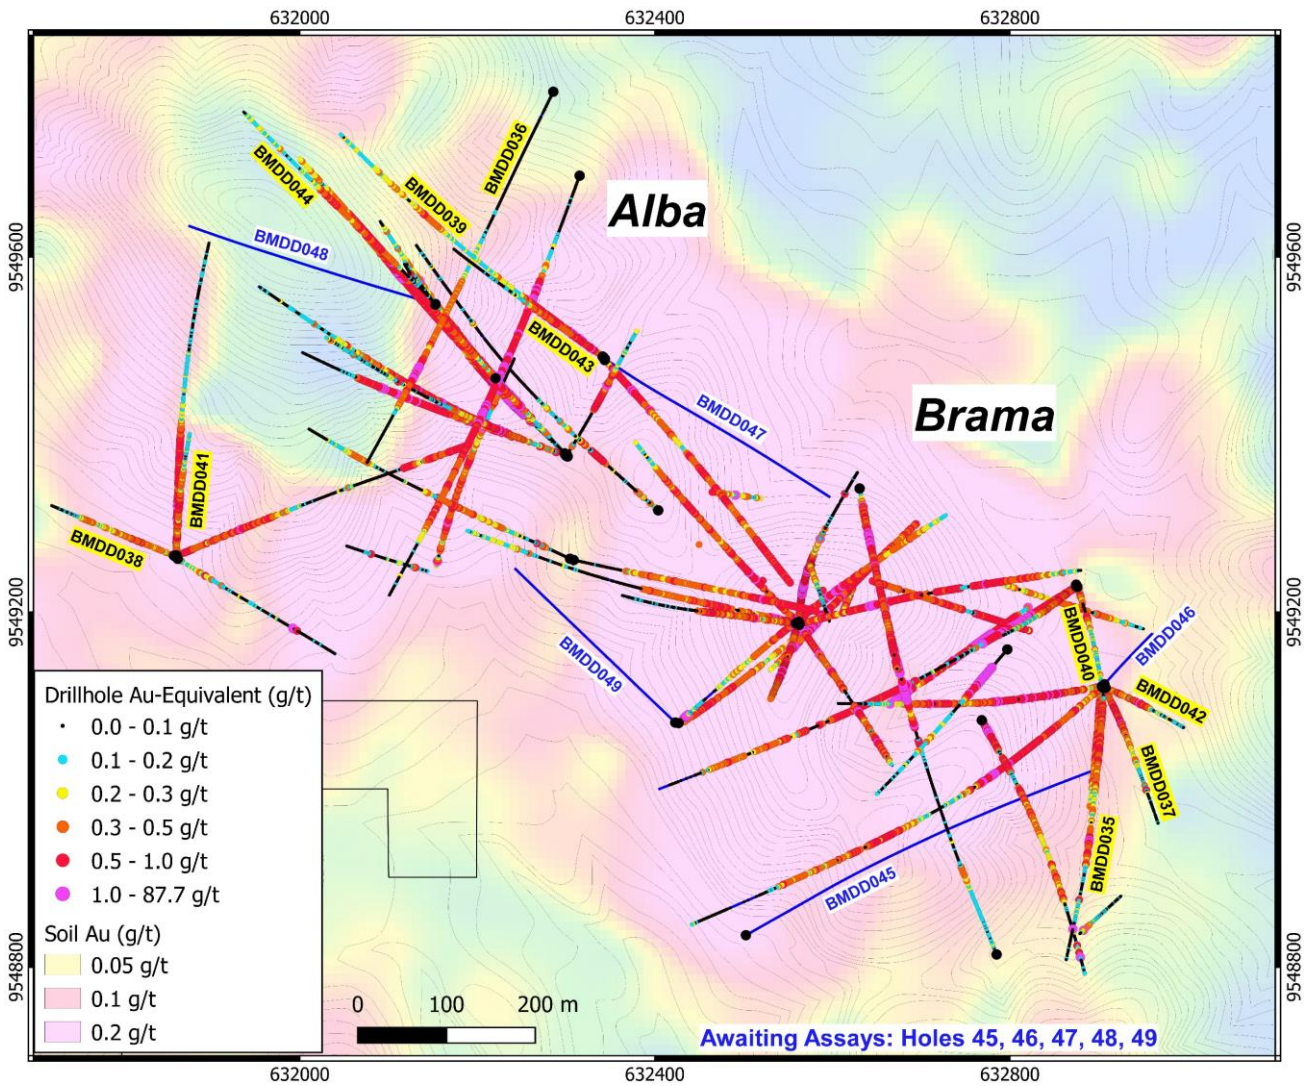 632000
632400
632800
9549600
9549600
BMDD036
BMDD044
BMDD039
Alba
BMDD048
BMDD043
BMDD047
Brama
BMDD041
BMDD038
9549200
9549200
BMDD040
BMDD046
BMDD049
BMDD042
BMDD037
BMDD035
BMDD045
Drillhole Au-Equivalent (g/t)
0.0 - 0.1 g/t
0.1 - 0.2 g/t
0.2 - 0.3 g/t
0.3 - 0.5 g/t
0.5 - 1.0 g/t
1.0 - 87.7 g/t
Soil Au (g/t)
0.05 g/t
0.1 g/t
0.2 g/t
9548800
9548800
0 100 200 m
Awaiting Assays: Holes 45, 46, 47, 48, 49
632000
632400
632800